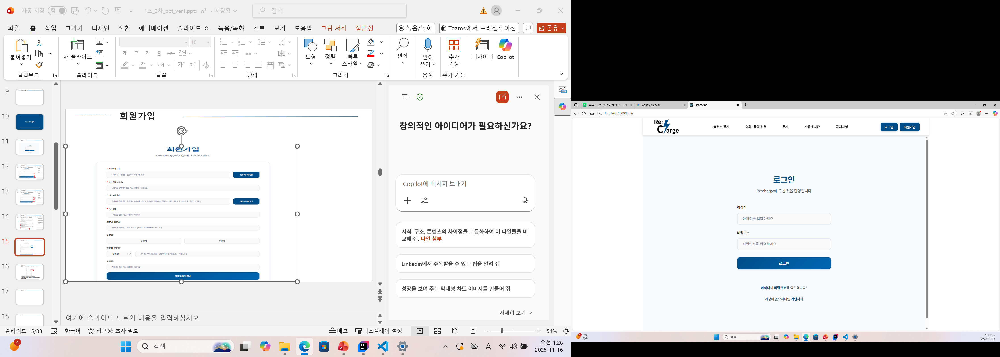 자동 저장 켬 1조_2차_ppt_ver1.pptx • 저장됨 검색
파일 홈 삽입 그리기 디자인 전환 애니메이션 슬라이드 쇼 녹음/녹화 검토 보기 도움말 그림 서식 접근성 녹음/녹화 Teams에서 프레젠테이션 공유
붙여넣기
클립보드
새 슬라이드
슬라이드
18
가 가 가 S 가나 가나
가 가가 가 가
글꼴
단락
도형 정렬 빠른 스타일
그리기
편집
받아쓰기
음성
추가 기능
추가 기능
디자이너 Copilot
9
10
11
12
13
14
15
16
17
18
회원가입
회원가입
Re:charge와 함께 시작하세요
* 아이디
아이디를 입력하세요 중복확인
* 비밀번호
비밀번호를 입력하세요
* 이메일
이메일을 입력하세요 (아이디/비밀번호 찾기 본인 확인용) 중복확인
* 이름
이름을 입력하세요
생년월일
생년월일 8자리 (예: 19900101)
성별
남자 여자
전화번호
010 전화번호를 입력하세요(-제외)
차종
차종을 입력하세요
회원가입
여기에 슬라이드 노트의 내용을 입력하십시오
창의적인 아이디어가 필요하신가요?
Copilot에 메시지 보내기
서식, 구조, 콘텐츠의 차이점을 그룹화하여 이 파일들을 비
교해 줘. 파일 첨부
Linkedin에서 주목받을 수 있는 팁을 알려 줘
성장을 보여 주는 막대형 차트 이미지를 만들어 줘
자세히 보기
슬라이드 15/33 한국어 접근성: 조사 필요 메모 디스플레이 설정 54%
4
검색
오전 1:26
2025-11-16
노트북 인터넷연결 끊김 : 네이버 Google Gemini React App
localhost:3000/login
Re:
Charge
충전소 찾기 영화·음악 추천 운세 자유게시판 공지사항 로그인 회원가입
로그인
Re:charge에 오신 것을 환영합니다
아이디
아이디를 입력하세요
비밀번호
비밀번호를 입력하세요
로그인
아이디나 비밀번호를 잊으셨나요?
계정이 없으시다면 가입하기
4
16°C
맑음
검색
오전 1:26
2025-11-16